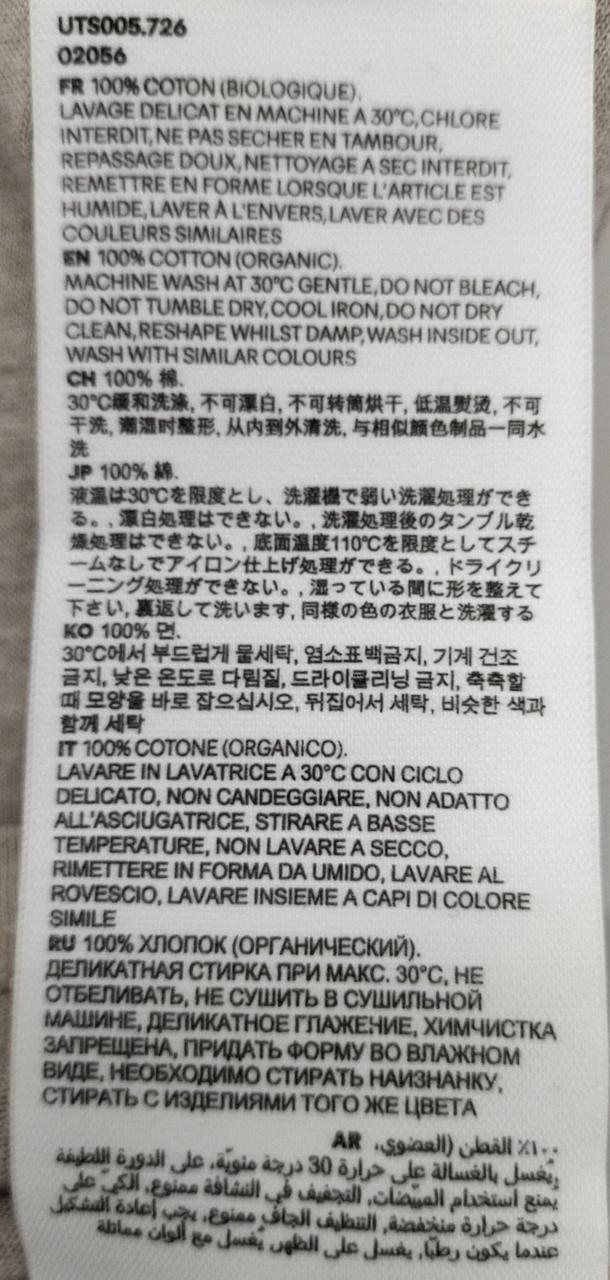 UTS005.726
02056
FR 100% COTON (BIOLOGIQUE).
LAVAGE DELICAT EN MACHINE A 30°C,CHLORE
INTERDIT,NE PAS SECHER EN TAMBOUR,
REPASSAGE DOUX,NETTOYAGE A SEC INTERDIT,
REMETTRE EN FORME LORSQUE L'ARTICLE EST
HUMIDE,LAVER À L'ENVERS,LAVER AVEC DES
COULEURS SIMILAIRES
EN 100% COTTON (ORGANIC).
MACHINE WASH AT 30°C GENTLE,DO NOT BLEACH,
DO NOT TUMBLE DRY,COOL IRON,DO NOT DRY
CLEAN,RESHAPE WHILST DAMP,WASH INSIDE OUT,
WASH WITH SIMILAR COLOURS
CH 100% 棉.
30°C缓和洗涤, 不可漂白, 不可转筒烘干, 低温熨烫, 不可
干洗, 潮湿时整形, 从内到外清洗, 与相似颜色制品一同水
洗
JP 100% 綿.
液温は30°Cを限度とし、洗濯機で弱い洗濯処理ができ
る。, 漂白処理はできない。, 洗濯処理後のタンブル乾
燥処理はできない。, 底面温度110°Cを限度としてスチ
ームなしでアイロン仕上げ処理ができる。, ドライクリ
ーニング処理ができない。, 湿っている間に形を整えて
下さい, 裏返して洗います, 同様の色の衣服と洗濯する
KO 100% 면.
30°C에서 부드럽게 물세탁, 염소표백금지, 기계 건조
금지, 낮은 온도로 다림질, 드라이클리닝 금지, 축축할
때 모양을 바로 잡으십시오, 뒤집어서 세탁, 비슷한 색과
함께 세탁
IT 100% COTONE (ORGANICO).
LAVARE IN LAVATRICE A 30°C CON CICLO
DELICATO, NON CANDEGGIARE, NON ADATTO
ALL'ASCIUGATRICE, STIRARE A BASSE
TEMPERATURE, NON LAVARE A SECCO,
RIMETTERE IN FORMA DA UMIDO, LAVARE AL
ROVESCIO, LAVARE INSIEME A CAPI DI COLORE
SIMILE
RU 100% ХЛОПОК (ОРГАНИЧЕСКИЙ).
ДЕЛИКАТНАЯ СТИРКА ПРИ МАКС. 30°С, НЕ
ОТБЕЛИВАТЬ, НЕ СУШИТЬ В СУШИЛЬНОЙ
МАШИНЕ, ДЕЛИКАТНОЕ ГЛАЖЕНИЕ, ХИМЧИСТКА
ЗАПРЕЩЕНА, ПРИДАТЬ ФОРМУ ВО ВЛАЖНОМ
ВИДЕ, НЕОБХОДИМО СТИРАТЬ НАИЗНАНКУ,
СТИРАТЬ С ИЗДЕЛИЯМИ ТОГО ЖЕ ЦВЕТА
١٠٠٪ القطن (العضوي. AR
يُغسل بالغسالة على حرارة 30 درجة مئويّة، على الدورة اللطيفة
يمنع استخدام المبيّضات, التجفيف في النشافة ممنوع, الكيّ على
درجة حرارة منخفضة, التنظيف الجاف ممنوع, يجب إعادة التشكيل
عندما يكون رطبًا, يغسل على الظهر, يُغسل مع ألوان مماثلة